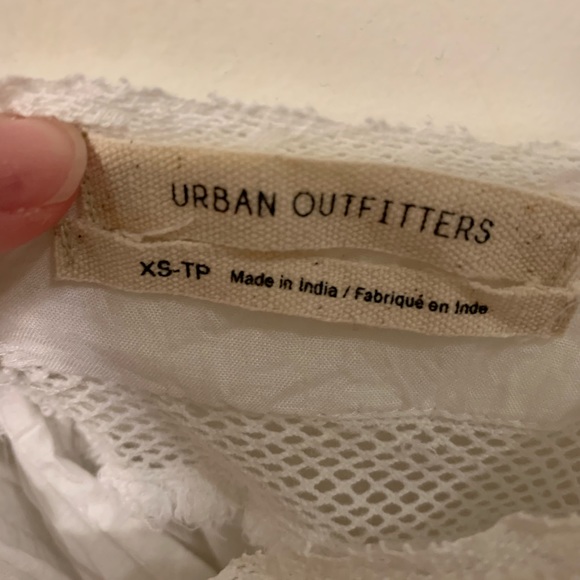 URBAN OUTFITTERS
XS-TP Made in India / Fabriqué en Inde